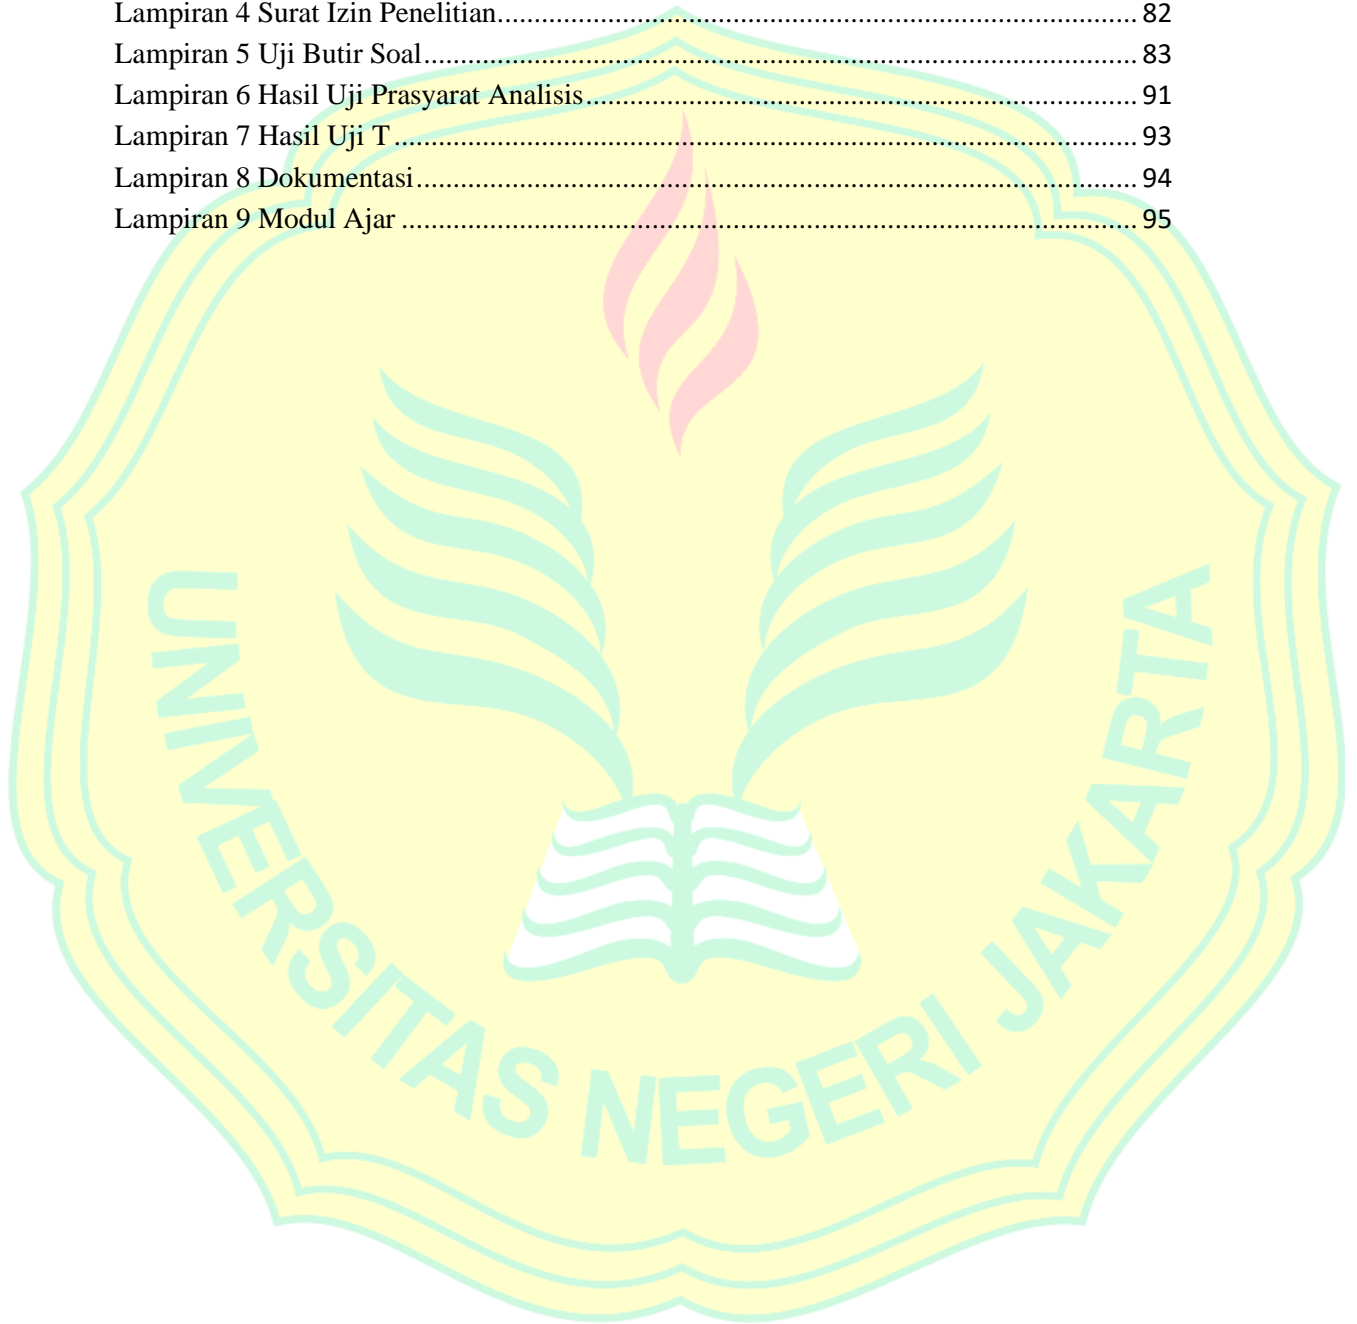 Lampiran 4 Surat Izin Penelitian.......................................................................................... 82
Lampiran 5 Uji Butir Soal.................................................................................................... 83
Lampiran 6 Hasil Uji Prasyarat Analisis.............................................................................. 91
Lampiran 7 Hasil Uji T......................................................................................................... 93
Lampiran 8 Dokumentasi..................................................................................................... 94
Lampiran 9 Modul Ajar ....................................................................................................... 95
UNIVERSITAS NEGERI JAKARTA